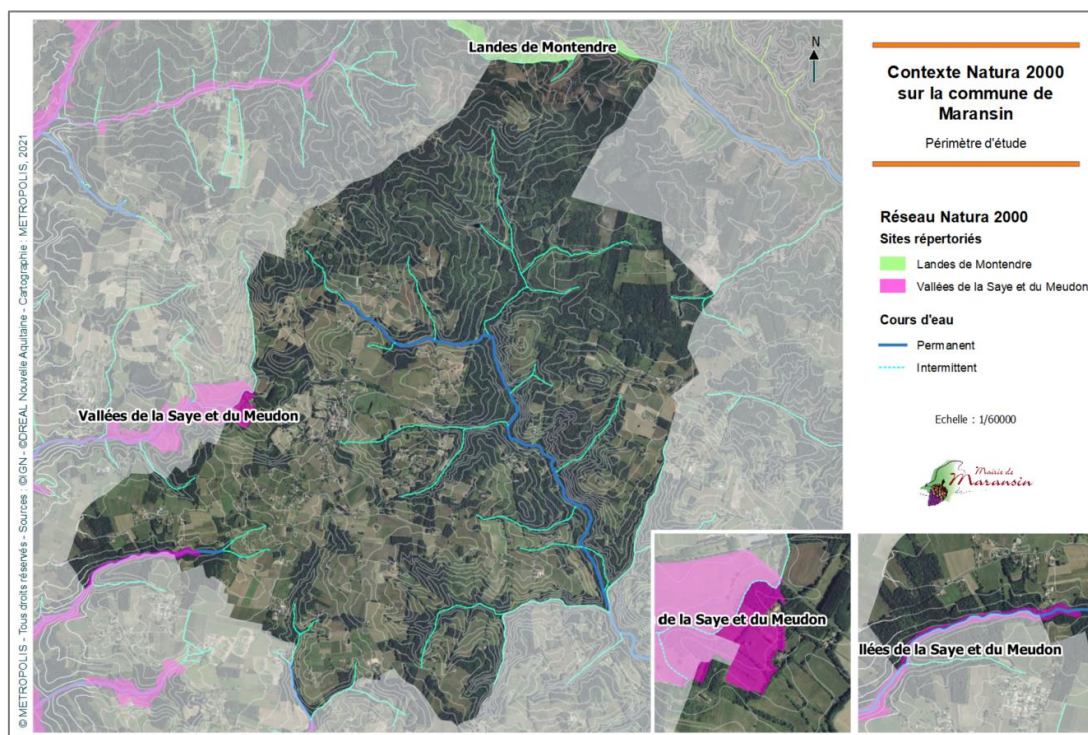 Landes de Montendre
N
Vallées de la Saye et du Meudon
© METROPOLIS - Tous droits réservés - Sources : ©IGN - ©DREAL Nouvelle Aquitaine - Cartographie : METROPOLIS, 2021
Contexte Natura 2000
sur la commune de
Maransin
Périmètre d'étude
Réseau Natura 2000
Sites répertoriés
Landes de Montendre
Vallées de la Saye et du Meudon
Cours d'eau
Permanent
Intermittent
Echelle : 1/60000
Mairie de
Maransin
de la Saye et du Meudon
llées de la Saye et du Meudon